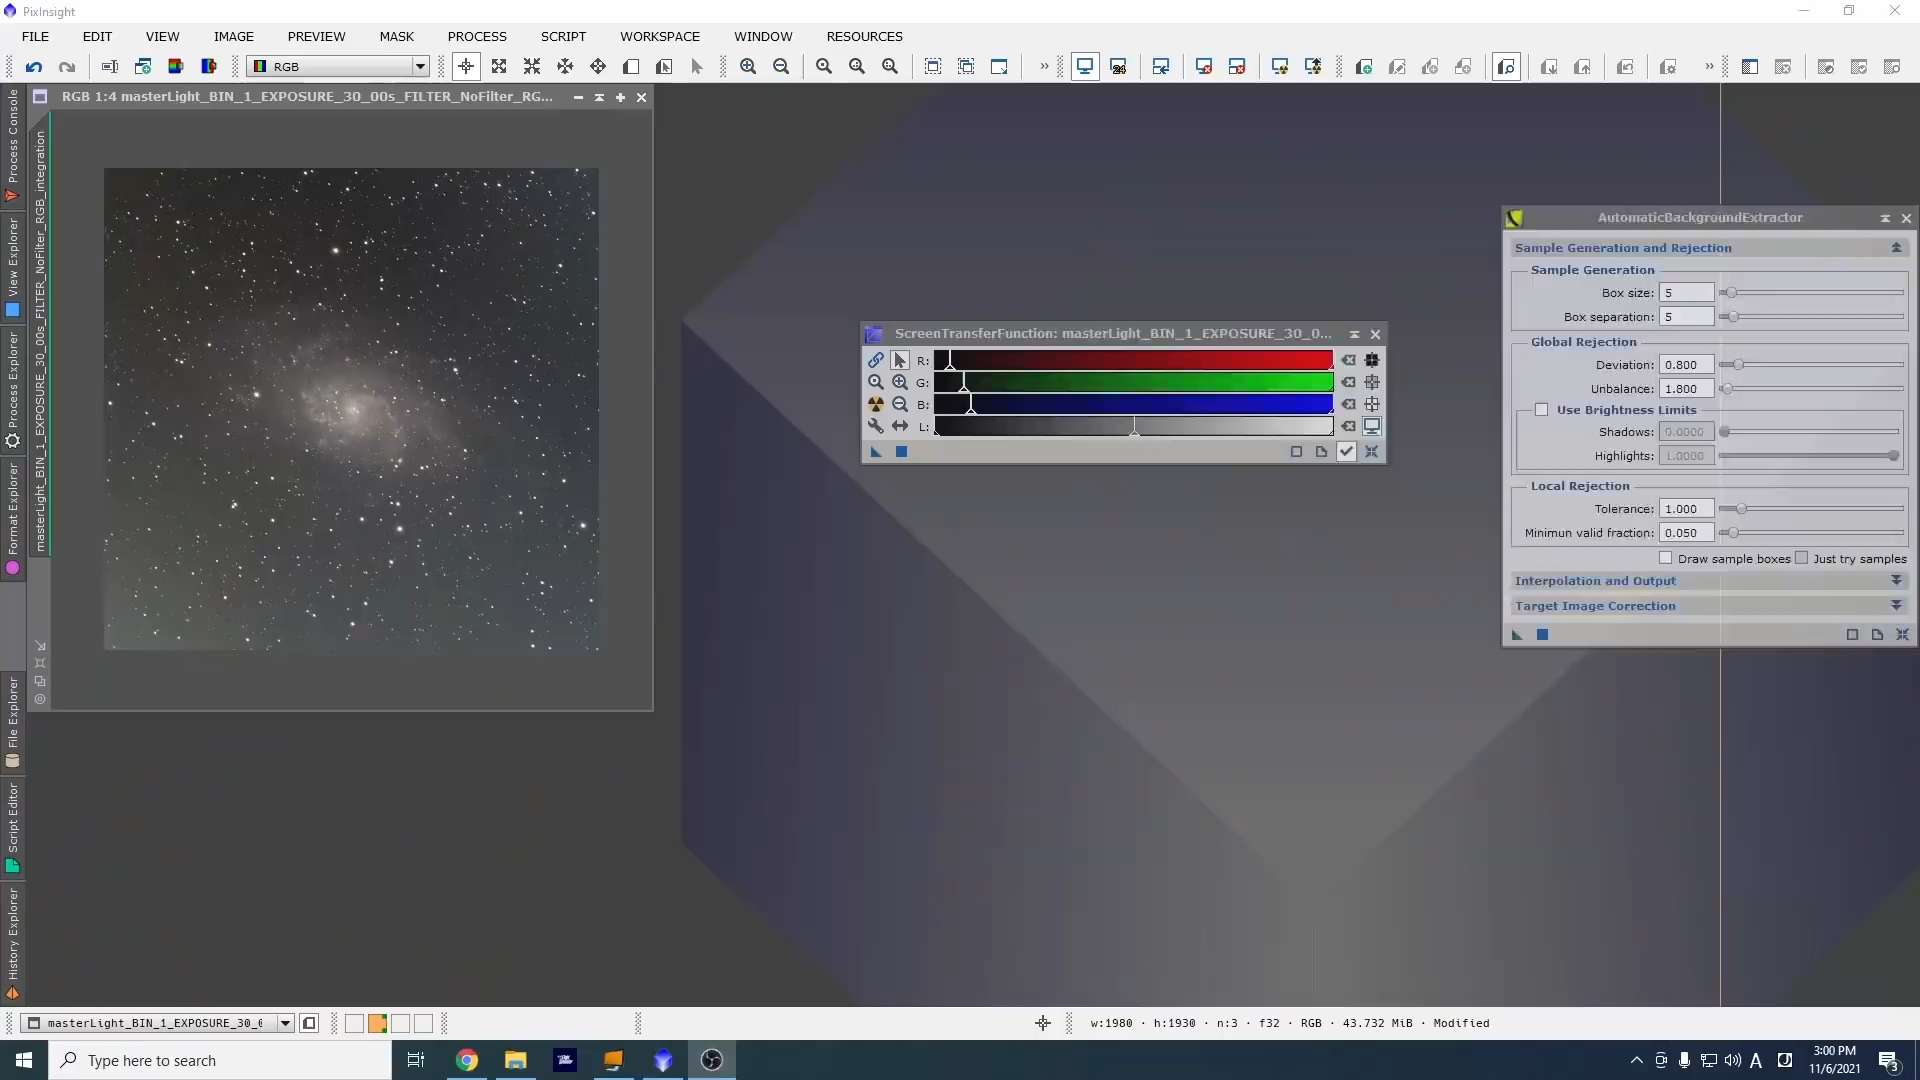 PixInsight
FILE EDIT VIEW IMAGE PREVIEW MASK PROCESS SCRIPT WORKSPACE WINDOW RESOURCES
RGB
24
RGB 1:4 masterLight_BIN_1_EXPOSURE_30_00s_FILTER_NoFilter_RG...
Process Console
View Explorer
Process Explorer
Format Explorer
File Explorer
Script Editor
History Explorer
masterLight_BIN_1_EXPOSURE_30_00s_FILTER_NoFilter_RGB_integration
ScreenTransferFunction: masterLight_BIN_1_EXPOSURE_30_0...
R:
G:
B:
L:
AutomaticBackgroundExtractor
Sample Generation and Rejection
Sample Generation
Box size: 5
Box separation: 5
Global Rejection
Deviation: 0.800
Unbalance: 1.800
Use Brightness Limits
Shadows: 0.0000
Highlights: 1.0000
Local Rejection
Tolerance: 1.000
Minimun valid fraction: 0.050
Draw sample boxes Just try samples
Interpolation and Output
Target Image Correction
masterLight_BIN_1_EXPOSURE_30_0
w:1980 · h:1930 · n:3 · f32 · RGB · 43.732 MiB · Modified
Type here to search
A
3:00 PM
11/6/2021
3